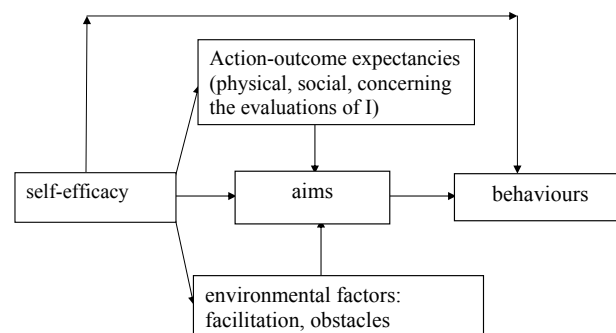 Action-outcome expectancies
(physical, social, concerning
the evaluations of I)
self-efficacy
aims
behaviours
environmental factors:
facilitation, obstacles